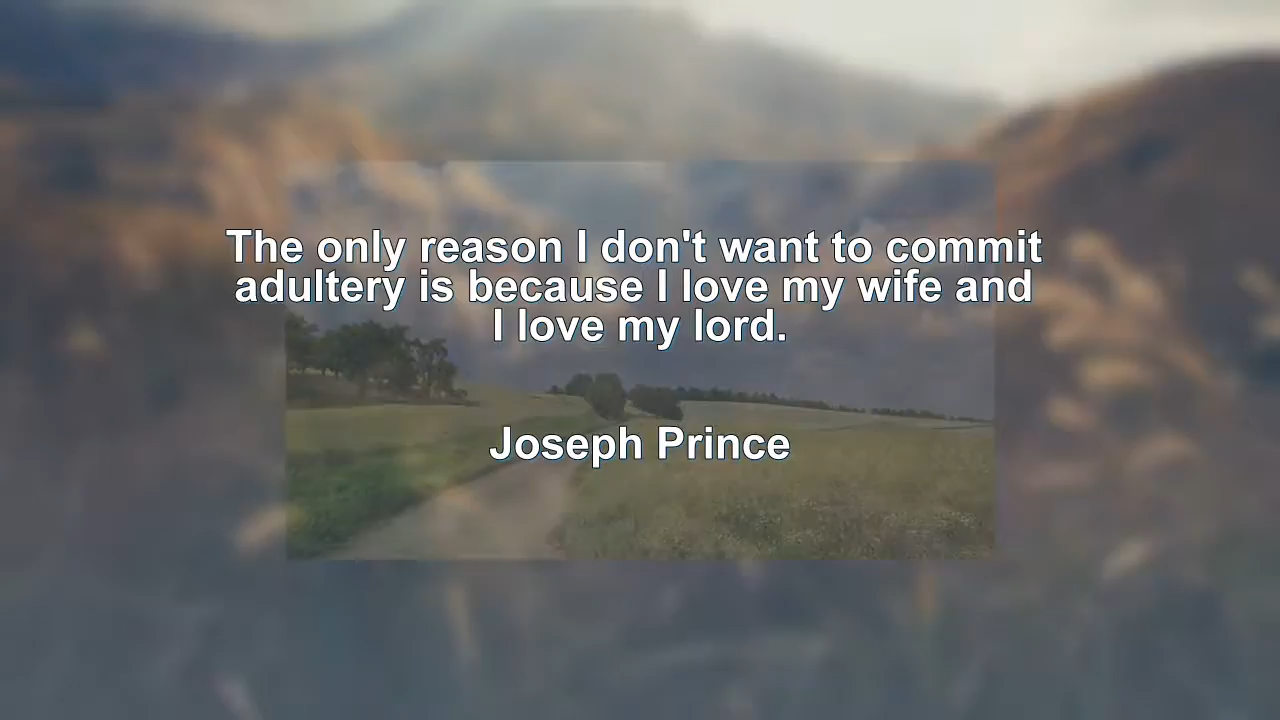 The only reason I don't want to commit
adultery is because I love my wife and
I love my lord.
Joseph Prince